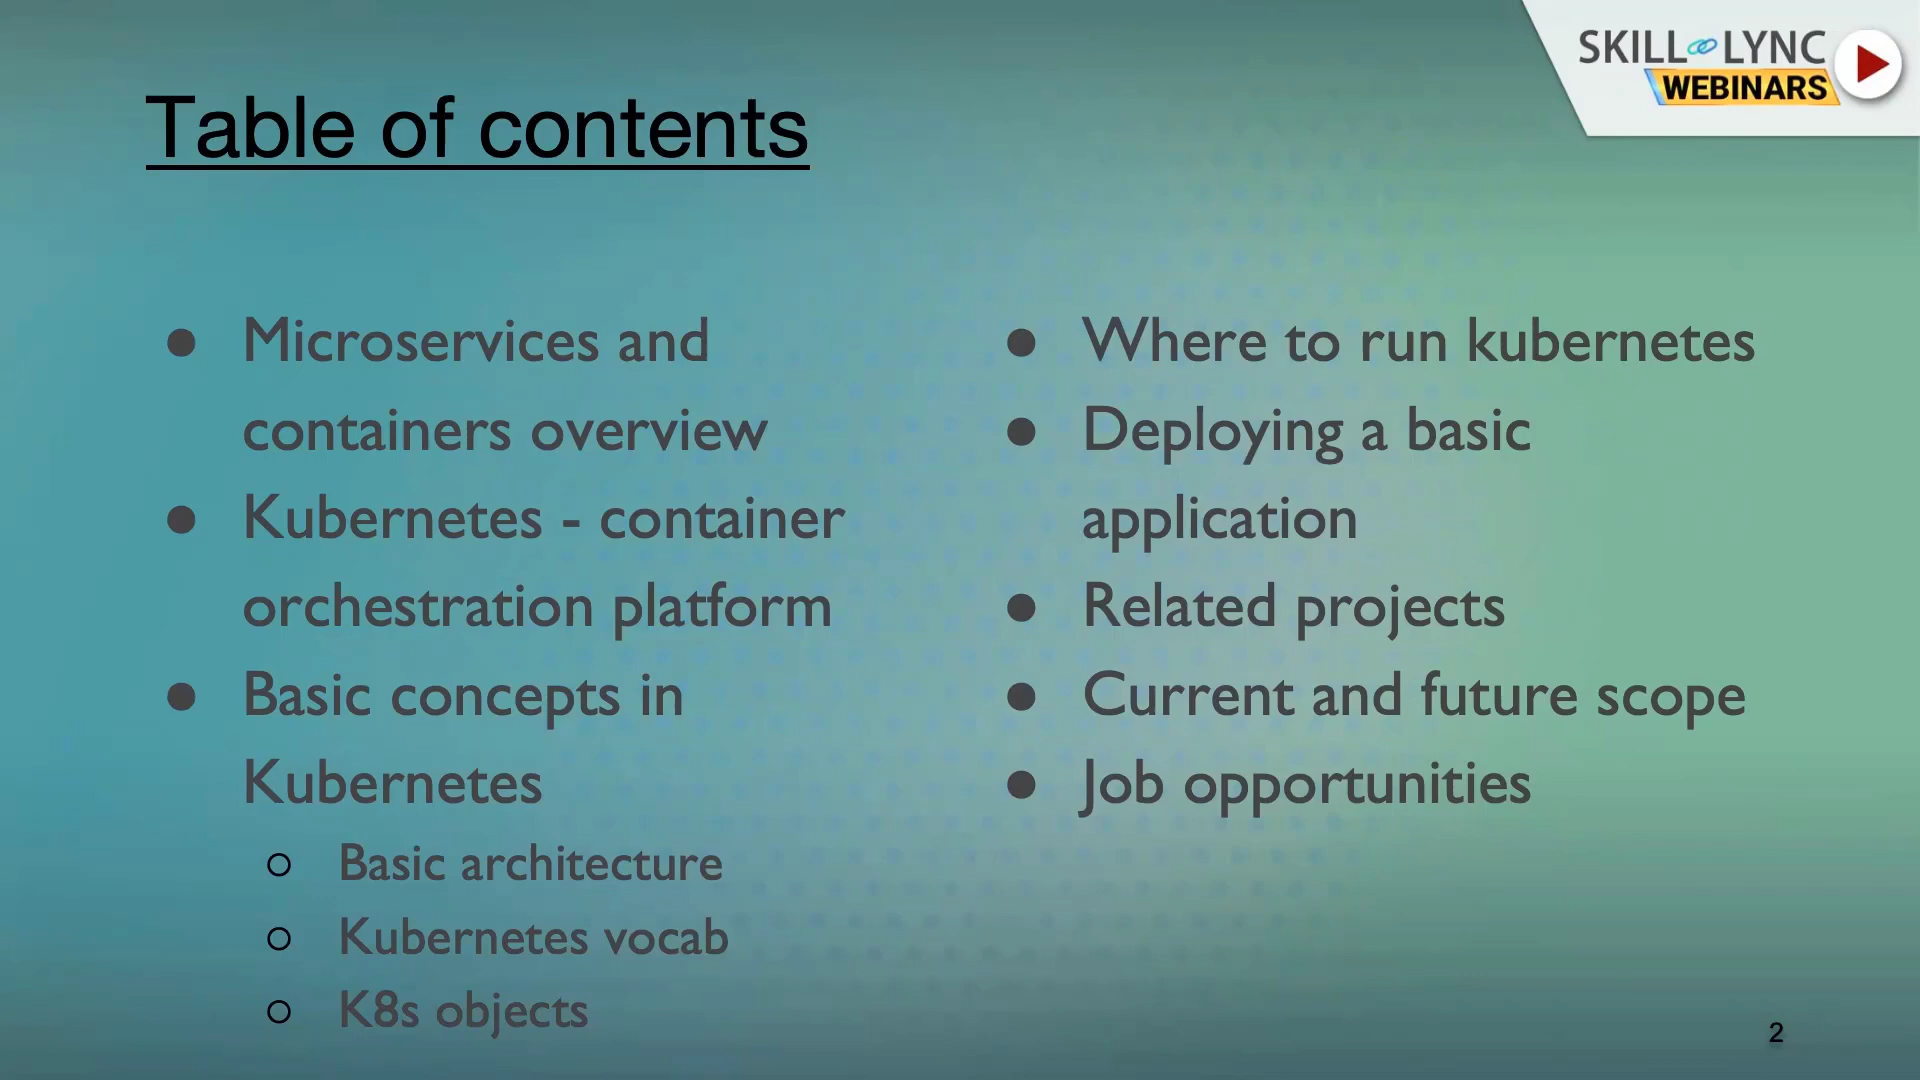 SKILL LYNC
WEBINARS
Table of contents
● Microservices and
containers overview
● Kubernetes - container
orchestration platform
● Basic concepts in
Kubernetes
○ Basic architecture
○ Kubernetes vocab
○ K8s objects
● Where to run kubernetes
● Deploying a basic
application
● Related projects
● Current and future scope
● Job opportunities
2